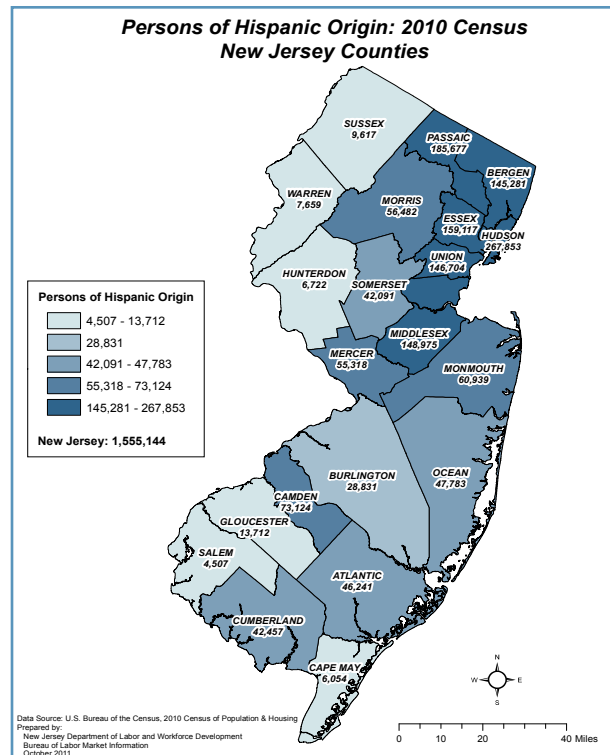 Persons of Hispanic Origin: 2010 Census
New Jersey Counties
SUSSEX
9,617
PASSAIC
185,677
BERGEN
145,281
WARREN
7,659
MORRIS
56,482
ESSEX
159,117
HUDSON
267,853
UNION
146,704
HUNTERDON
6,722
SOMERSET
42,091
Persons of Hispanic Origin
4,507 - 13,712
28,831
42,091 - 47,783
55,318 - 73,124
145,281 - 267,853
New Jersey: 1,555,144
MIDDLESEX
148,975
MERCER
55,318
MONMOUTH
60,939
BURLINGTON
28,831
OCEAN
47,783
CAMDEN
73,124
GLOUCESTER
13,712
SALEM
4,507
ATLANTIC
46,241
CUMBERLAND
42,457
CAPE MAY
6,054
N
W E
S
Data Source: U.S. Bureau of the Census, 2010 Census of Population & Housing
Prepared by:
New Jersey Department of Labor and Workforce Development
Bureau of Labor Market Information
October 2011
0 10 20 40 Miles